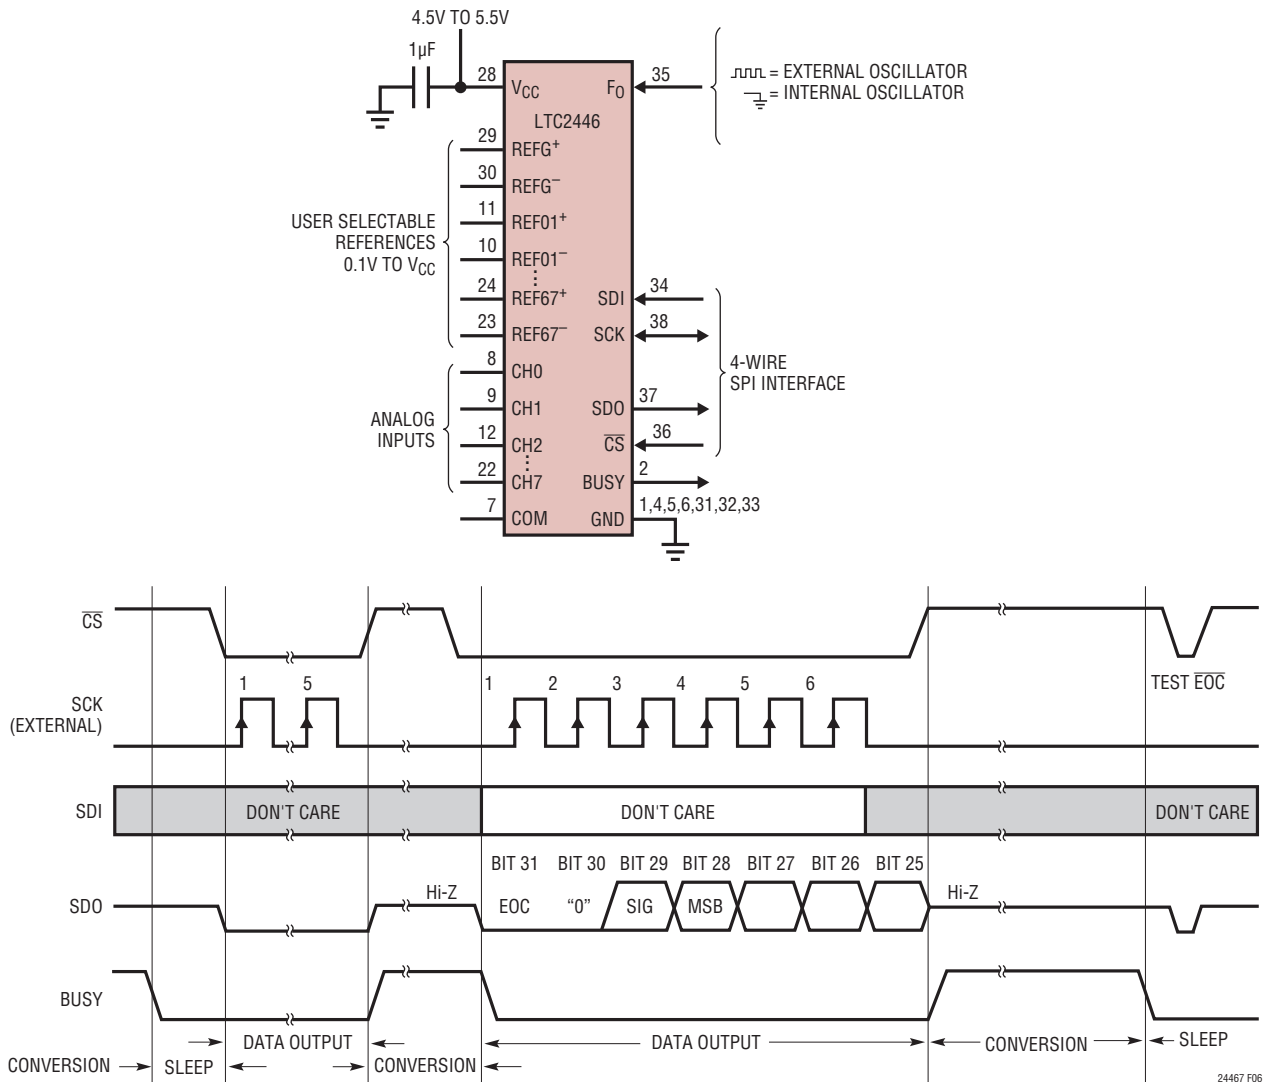 4.5V TO 5.5V
1µF
28
VCC
FO
35
= EXTERNAL OSCILLATOR
= INTERNAL OSCILLATOR
LTC2446
29
REFG+
30
REFG–
11
REF01+
10
REF01–
24
REF67+
23
REF67–
USER SELECTABLE
REFERENCES
0.1V TO VCC
8
CH0
9
CH1
12
CH2
22
CH7
7
COM
ANALOG
INPUTS
SDI
34
SCK
38
SDO
37
CS
36
BUSY
2
GND
1,4,5,6,31,32,33
4-WIRE
SPI INTERFACE
CS
TEST EOC
SCK
(EXTERNAL)
1 5 1 2 3 4 5 6
SDI
DON'T CARE DON'T CARE DON'T CARE
BIT 31 BIT 30 BIT 29 BIT 28 BIT 27 BIT 26 BIT 25
SDO
Hi-Z EOC “0” SIG MSB Hi-Z
BUSY
CONVERSION SLEEP DATA OUTPUT CONVERSION DATA OUTPUT CONVERSION SLEEP
24467 F06